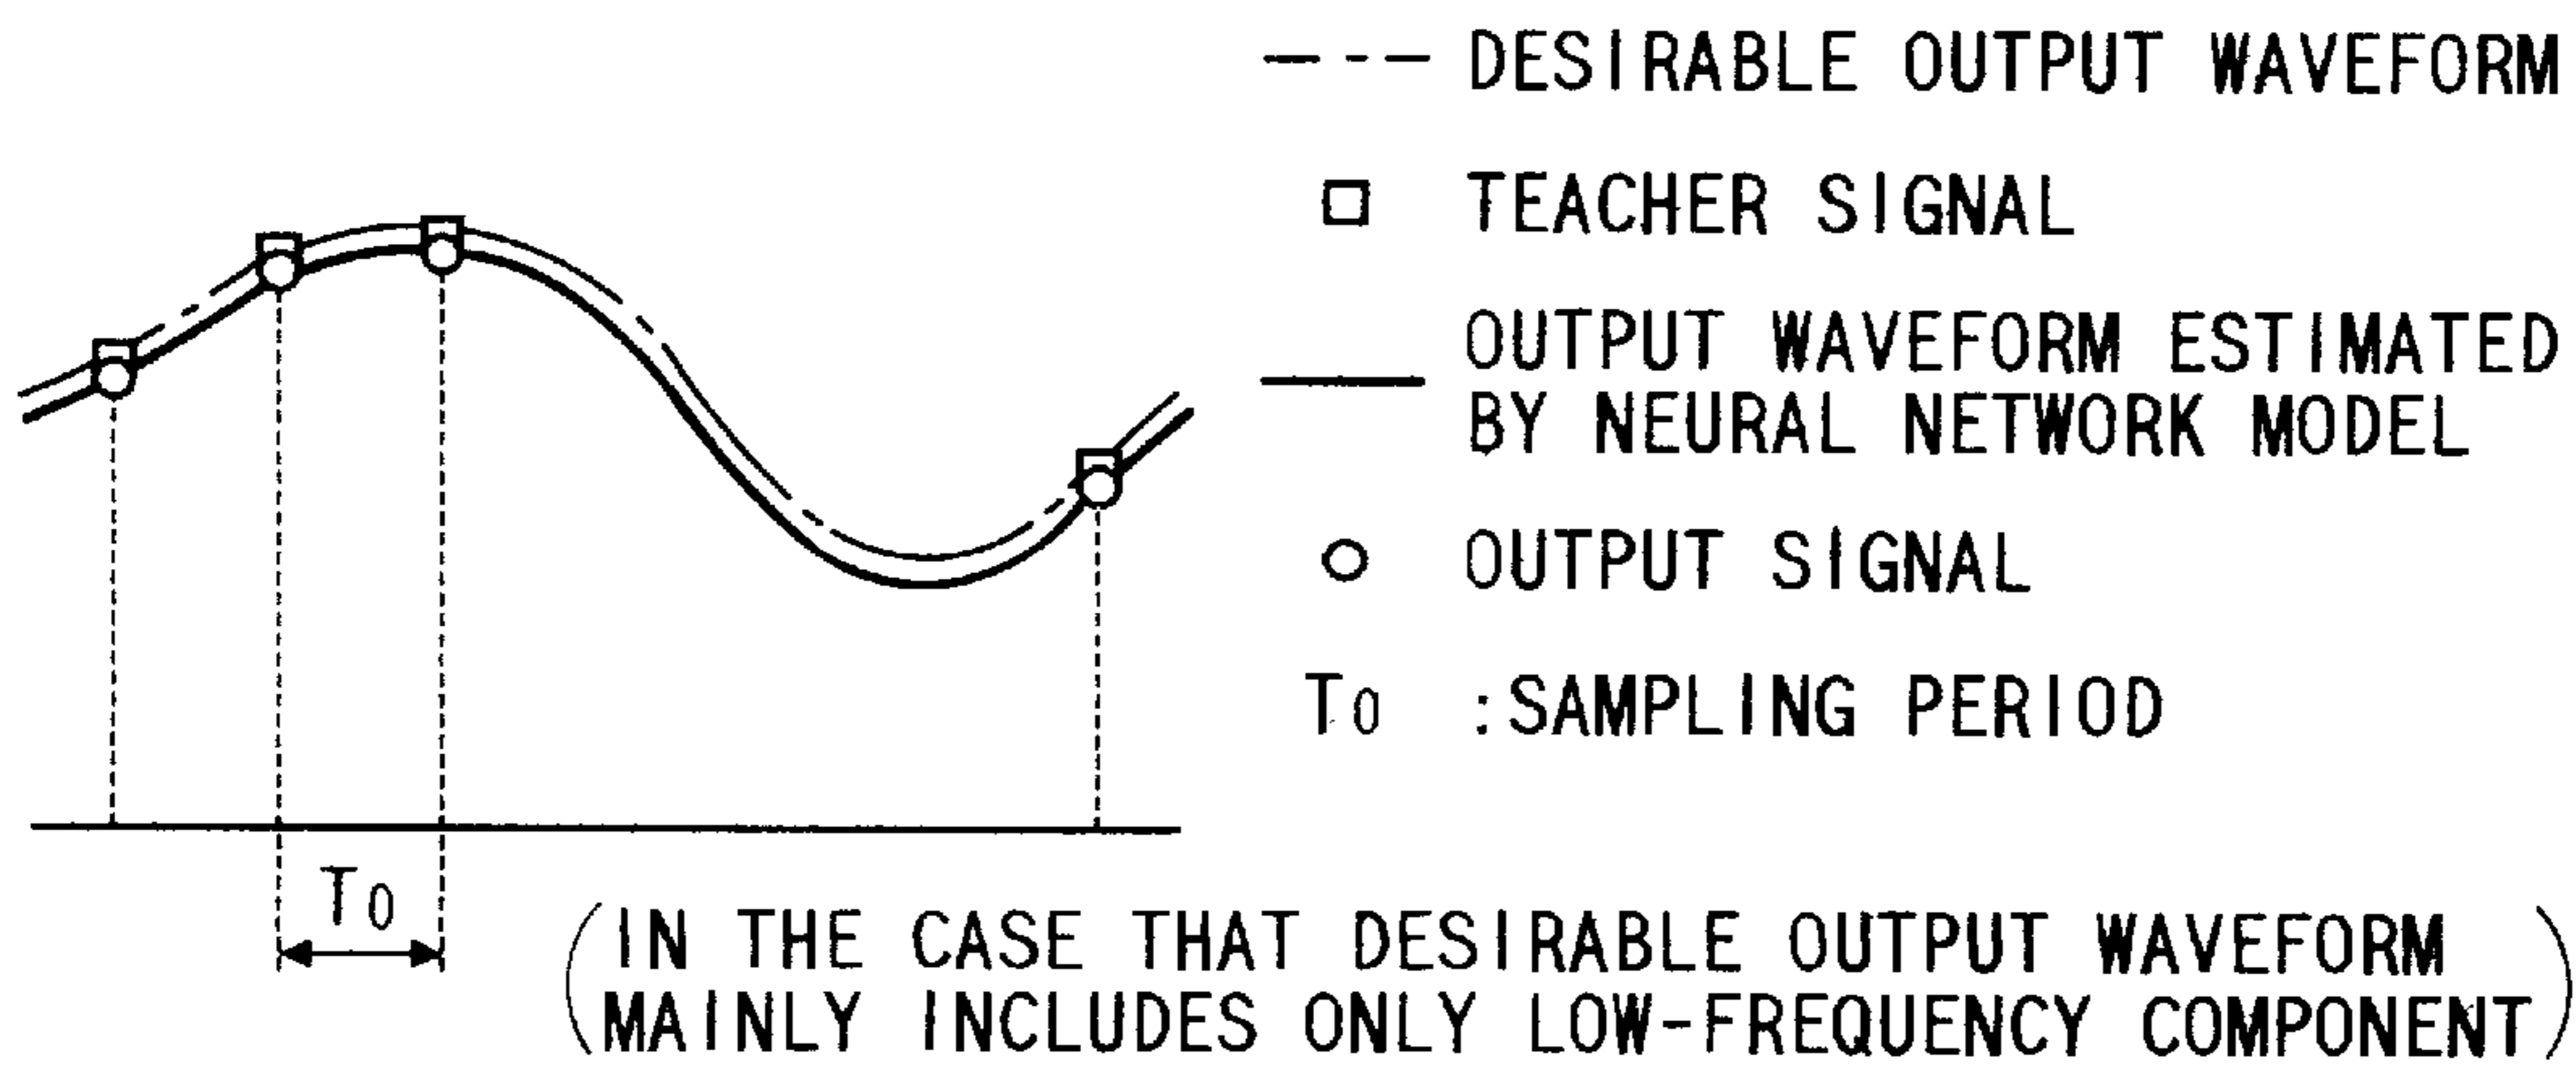 DESIRABLE OUTPUT WAVEFORM
TEACHER SIGNAL
OUTPUT WAVEFORM ESTIMATED
BY NEURAL NETWORK MODEL
OUTPUT SIGNAL
T0 :SAMPLING PERIOD
T0
(IN THE CASE THAT DESIRABLE OUTPUT WAVEFORM
MAINLY INCLUDES ONLY LOW-FREQUENCY COMPONENT)